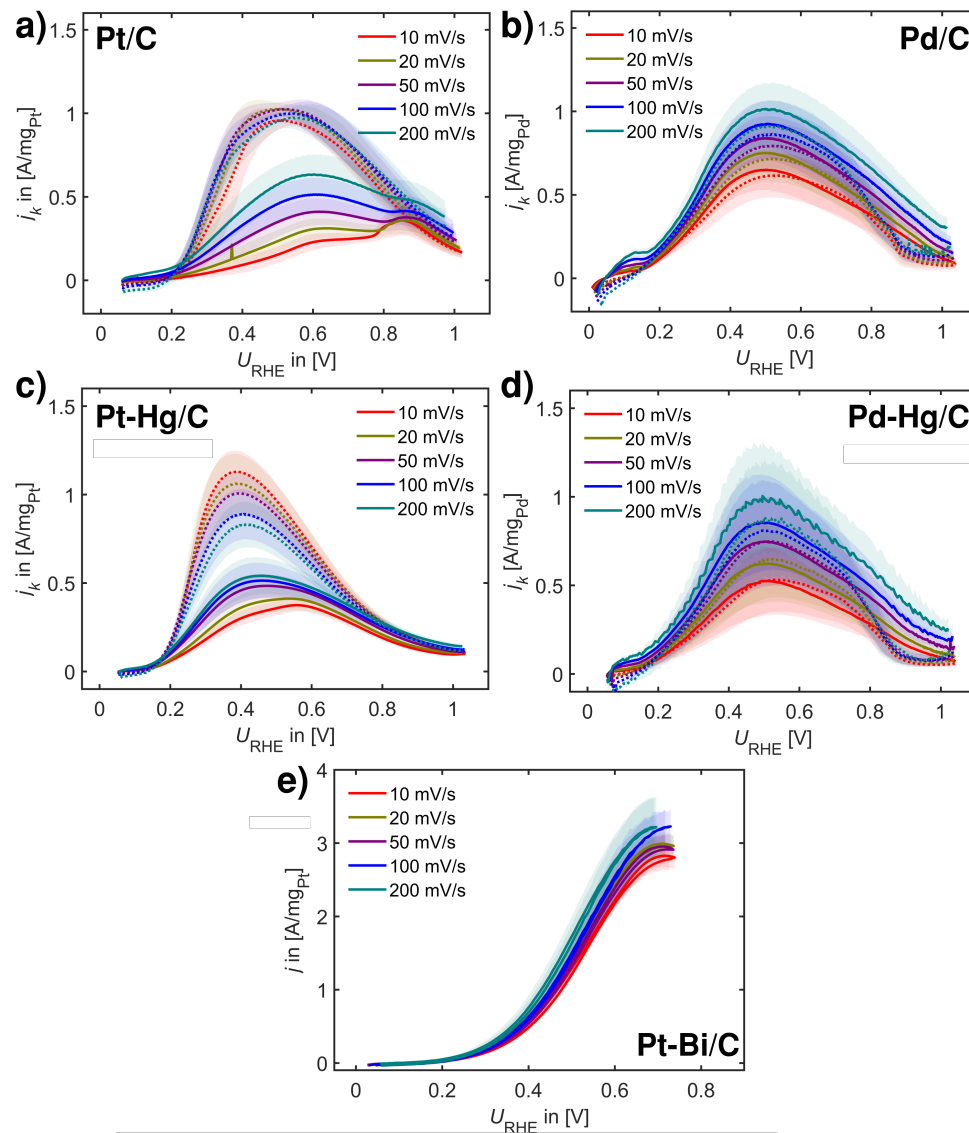 a)
Pt/C
10 mV/s
20 mV/s
50 mV/s
100 mV/s
200 mV/s
1.5
1
0.5
0
j_k in [A/mg_Pt]
0
0.2
0.4
0.6
0.8
1
U_RHE in [V]
b)
Pd/C
10 mV/s
20 mV/s
50 mV/s
100 mV/s
200 mV/s
1.5
1
0.5
0
j_k [A/mg_Pd]
0
0.2
0.4
0.6
0.8
1
U_RHE [V]
c)
Pt-Hg/C
10 mV/s
20 mV/s
50 mV/s
100 mV/s
200 mV/s
1.5
1
0.5
0
j_k in [A/mg_Pt]
0
0.2
0.4
0.6
0.8
1
U_RHE in [V]
d)
Pd-Hg/C
10 mV/s
20 mV/s
50 mV/s
100 mV/s
200 mV/s
1.5
1
0.5
0
j_k [A/mg_Pd]
0
0.2
0.4
0.6
0.8
1
U_RHE [V]
e)
10 mV/s
20 mV/s
50 mV/s
100 mV/s
200 mV/s
4
3
2
1
0
j in [A/mg_Pt]
Pt-Bi/C
0
0.2
0.4
0.6
0.8
U_RHE in [V]